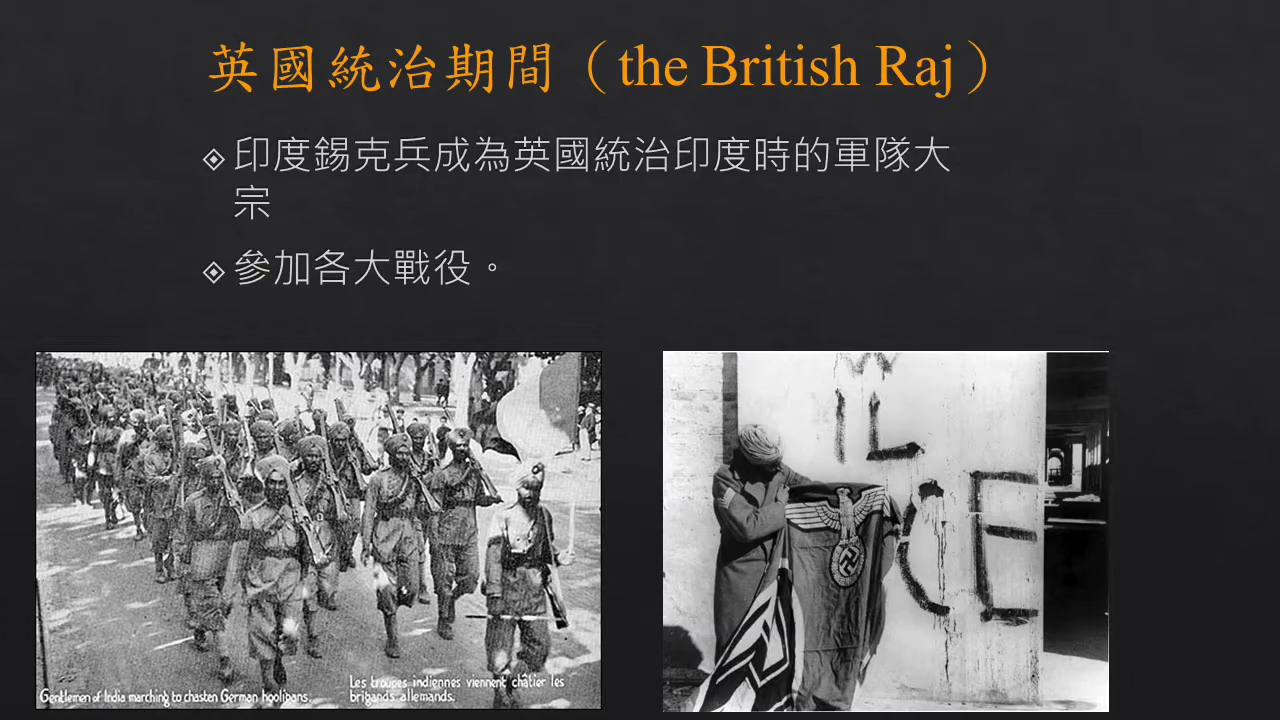 英國統治期間（the British Raj）
印度錫克兵成為英國統治印度時的軍隊大
宗
參加各大戰役。
Gentlemen of India marching to chasten German hooligans.
Les troupes indiennes viennent châtier les
brigands allemands.
W
IL
CE